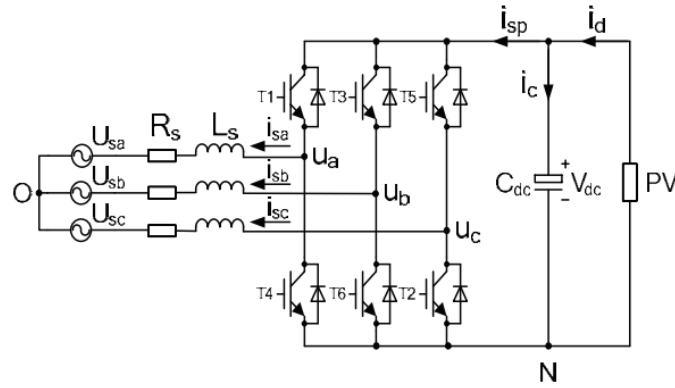 i_sp
i_d
i_c
T1
T3
T5
U_sa
R_s
L_s
i_sa
u_a
O
U_sb
i_sb
u_b
C_dc
+
V_dc
−
PV
U_sc
i_sc
u_c
T4
T6
T2
N